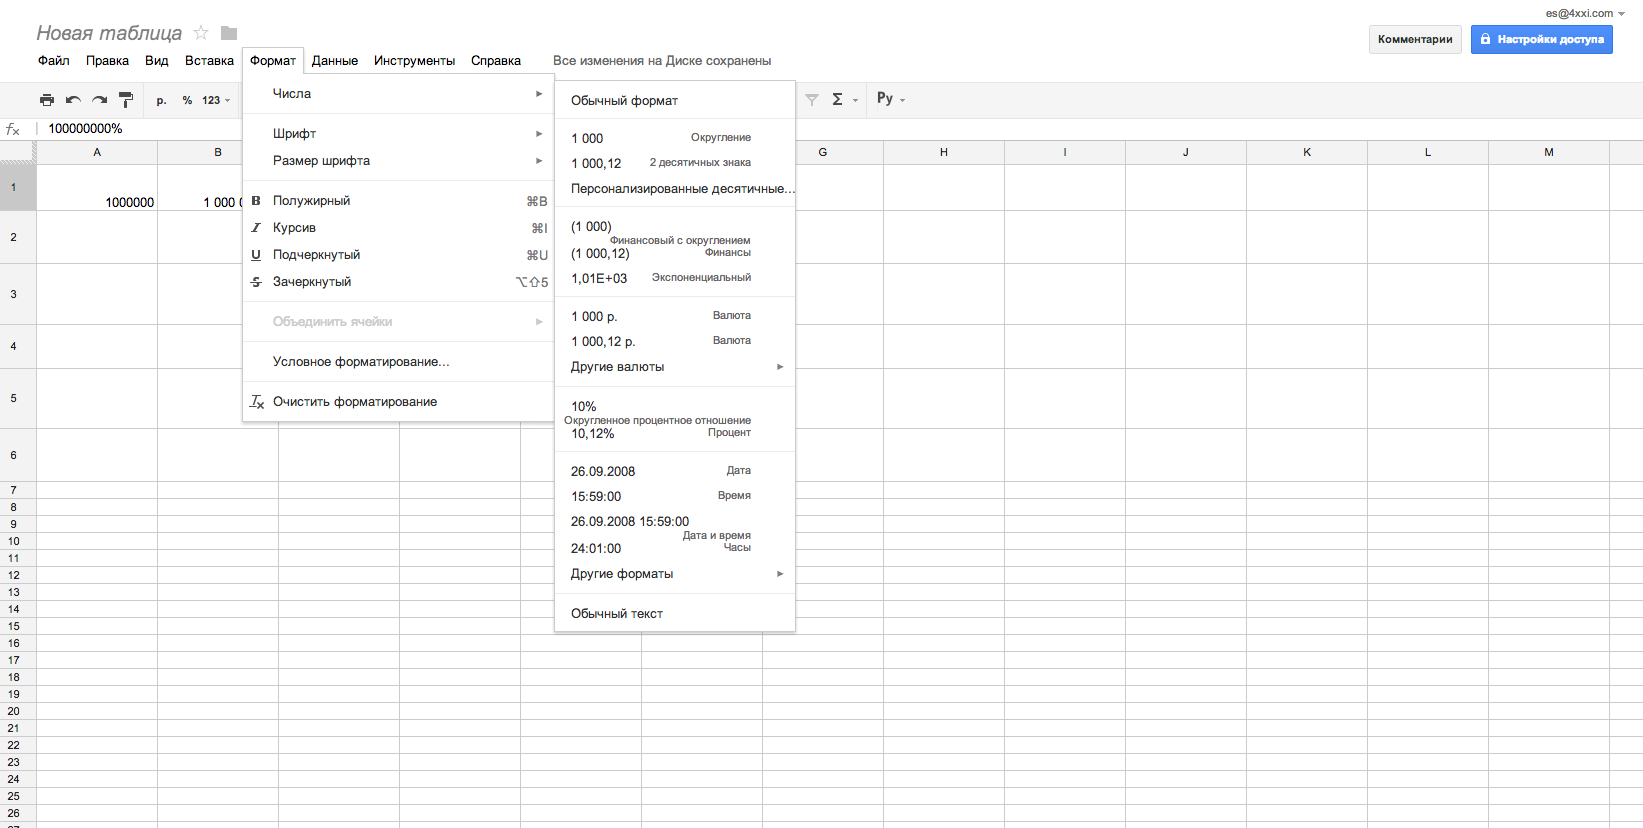 es@4xxi.com
Новая таблица
Комментарии
Настройки доступа
Файл Правка Вид Вставка Формат Данные Инструменты Справка Все изменения на Диске сохранены
р. % 123 Σ Ру
fx 100000000%
A B G H I J K L M
1 1000000 1 000
2
3
4
5
6
7
8
9
10
11
12
13
14
15
16
17
18
19
20
21
22
23
24
25
26
Числа
Шрифт
Размер шрифта
B Полужирный ⌘B
I Курсив ⌘I
U Подчеркнутый ⌘U
S Зачеркнутый ⌥⇧5
Объединить ячейки
Условное форматирование...
Очистить форматирование
Обычный формат
1 000 Округление
1 000,12 2 десятичных знака
Персонализированные десятичные...
(1 000) Финансовый с округлением
(1 000,12) Финансы
1,01E+03 Экспоненциальный
1 000 р. Валюта
1 000,12 р. Валюта
Другие валюты
10% Округленное процентное отношение
10,12% Процент
26.09.2008 Дата
15:59:00 Время
26.09.2008 15:59:00 Дата и время
24:01:00 Часы
Другие форматы
Обычный текст